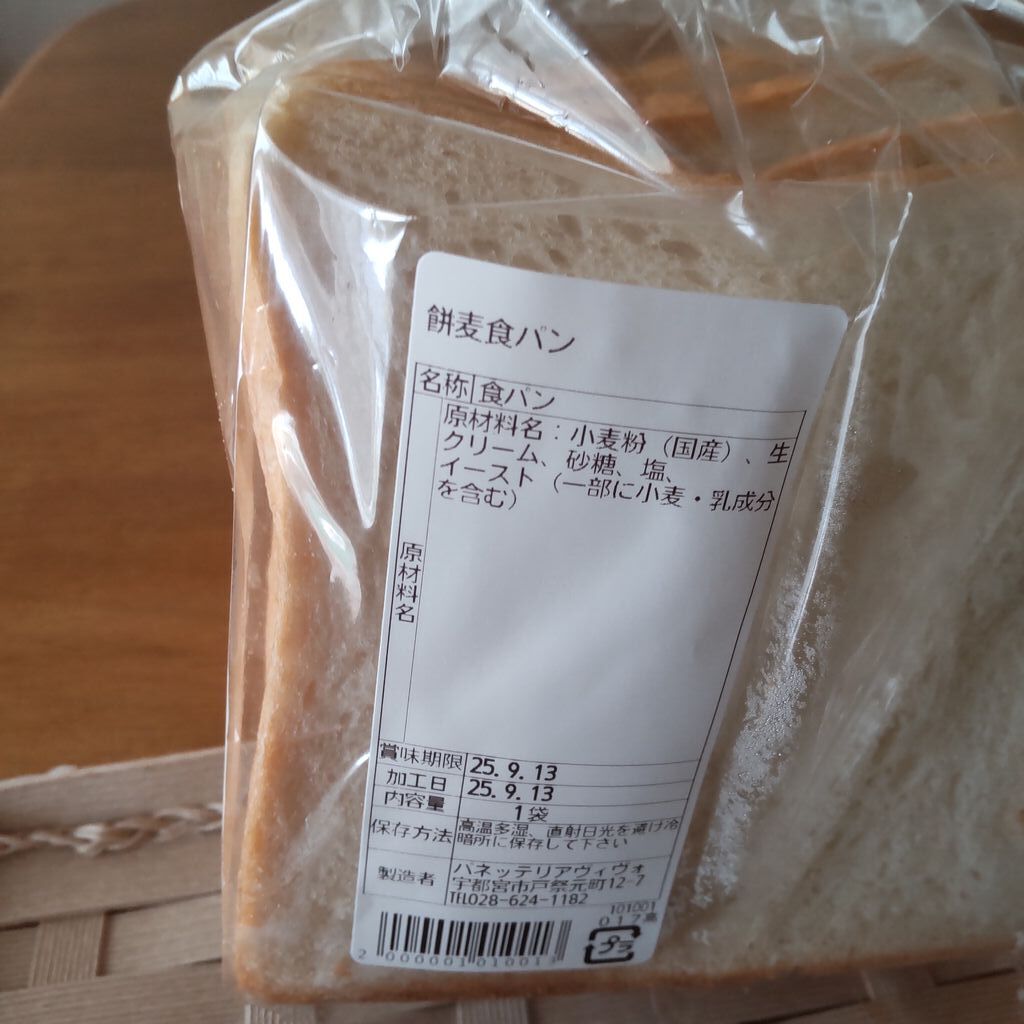 餅麦食パン
名称 食パン
原材料名 原材料名：小麦粉（国産）、生
クリーム、砂糖、塩、
イースト（一部に小麦・乳成分
を含む）
賞味期限 25.9.13
加工日 25.9.13
内容量 1袋
保存方法 高温多湿、直射日光を避け冷
暗所に保存して下さい
製造者 パネッテリアヴィヴォ
宇都宮市戸祭元町12-7
TEL028-624-1182
101001
017高
プラ
2 000001 010013